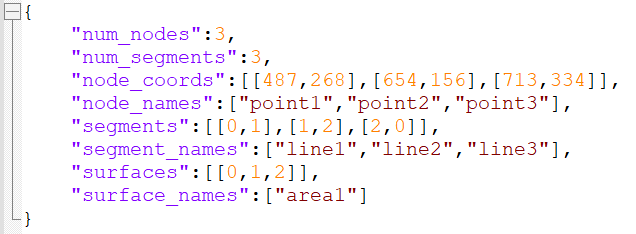 {
"num_nodes":3,
"num_segments":3,
"node_coords":[[487,268],[654,156],[713,334]],
"node_names":["point1","point2","point3"],
"segments":[[0,1],[1,2],[2,0]],
"segment_names":["line1","line2","line3"],
"surfaces":[[0,1,2]],
"surface_names":["area1"]
}